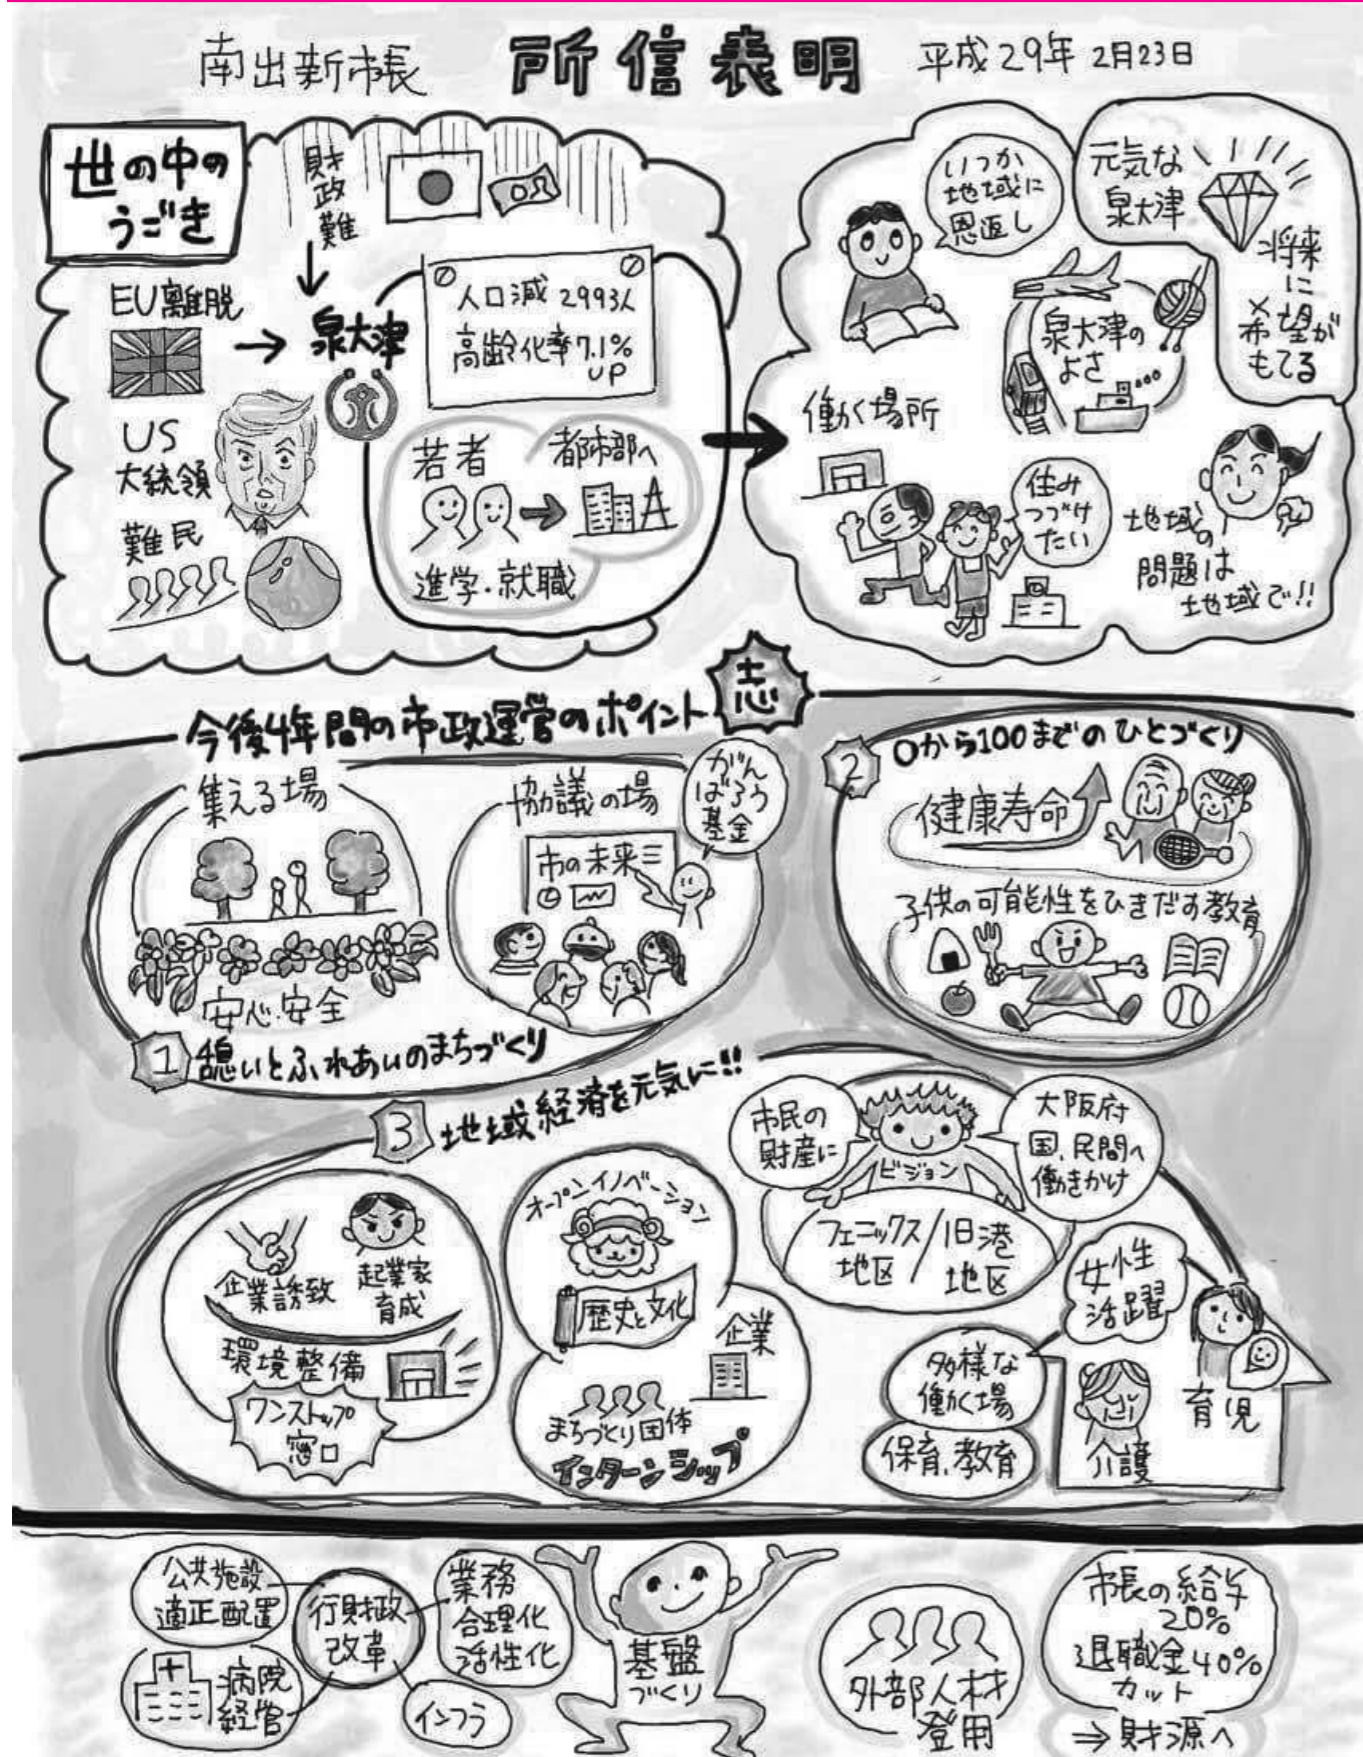 南出新市長
所信表明
平成29年 2月23日
世の中の
うごき
財政難
EU離脱
泉大津
US
大統領
難民
人口減 2993人
高齢化率7.1%
UP
若者
都市部へ
進学・就職
いつか
地域に
恩返し
元気な
泉大津
将来
に
希望が
もてる
泉大津の
よさ…
働く場所
住み
つづけ
たい
地域の
問題は
地域で!!
志
今後4年間の市政運営のポイント
集える場
安心・安全
協議の場
市の未来
がん
ばろう
基金
1 憩いとふれあいのまちづくり
2 0から100までのひとづくり
健康寿命
子供の可能性をひきだす教育
3 地域経済を元気に!!
企業誘致
起業家
育成
環境整備
ワンストップ
窓口
オープンイノベーション
歴史と文化
企業
まちづくり団体
インターンシップ
市民の
財産に
ビジョン
大阪府
国、民間へ
働きかけ
フェニックス
地区
/
旧港
地区
女性
活躍
多様な
働く場
保育、教育
育児
介護
公共施設
適正配置
行財政
改革
業務
合理化
活性化
病院
経営
インフラ
基盤
づくり
外部人材
登用
市長の給与
20%
退職金40%
カット
⇒財源へ